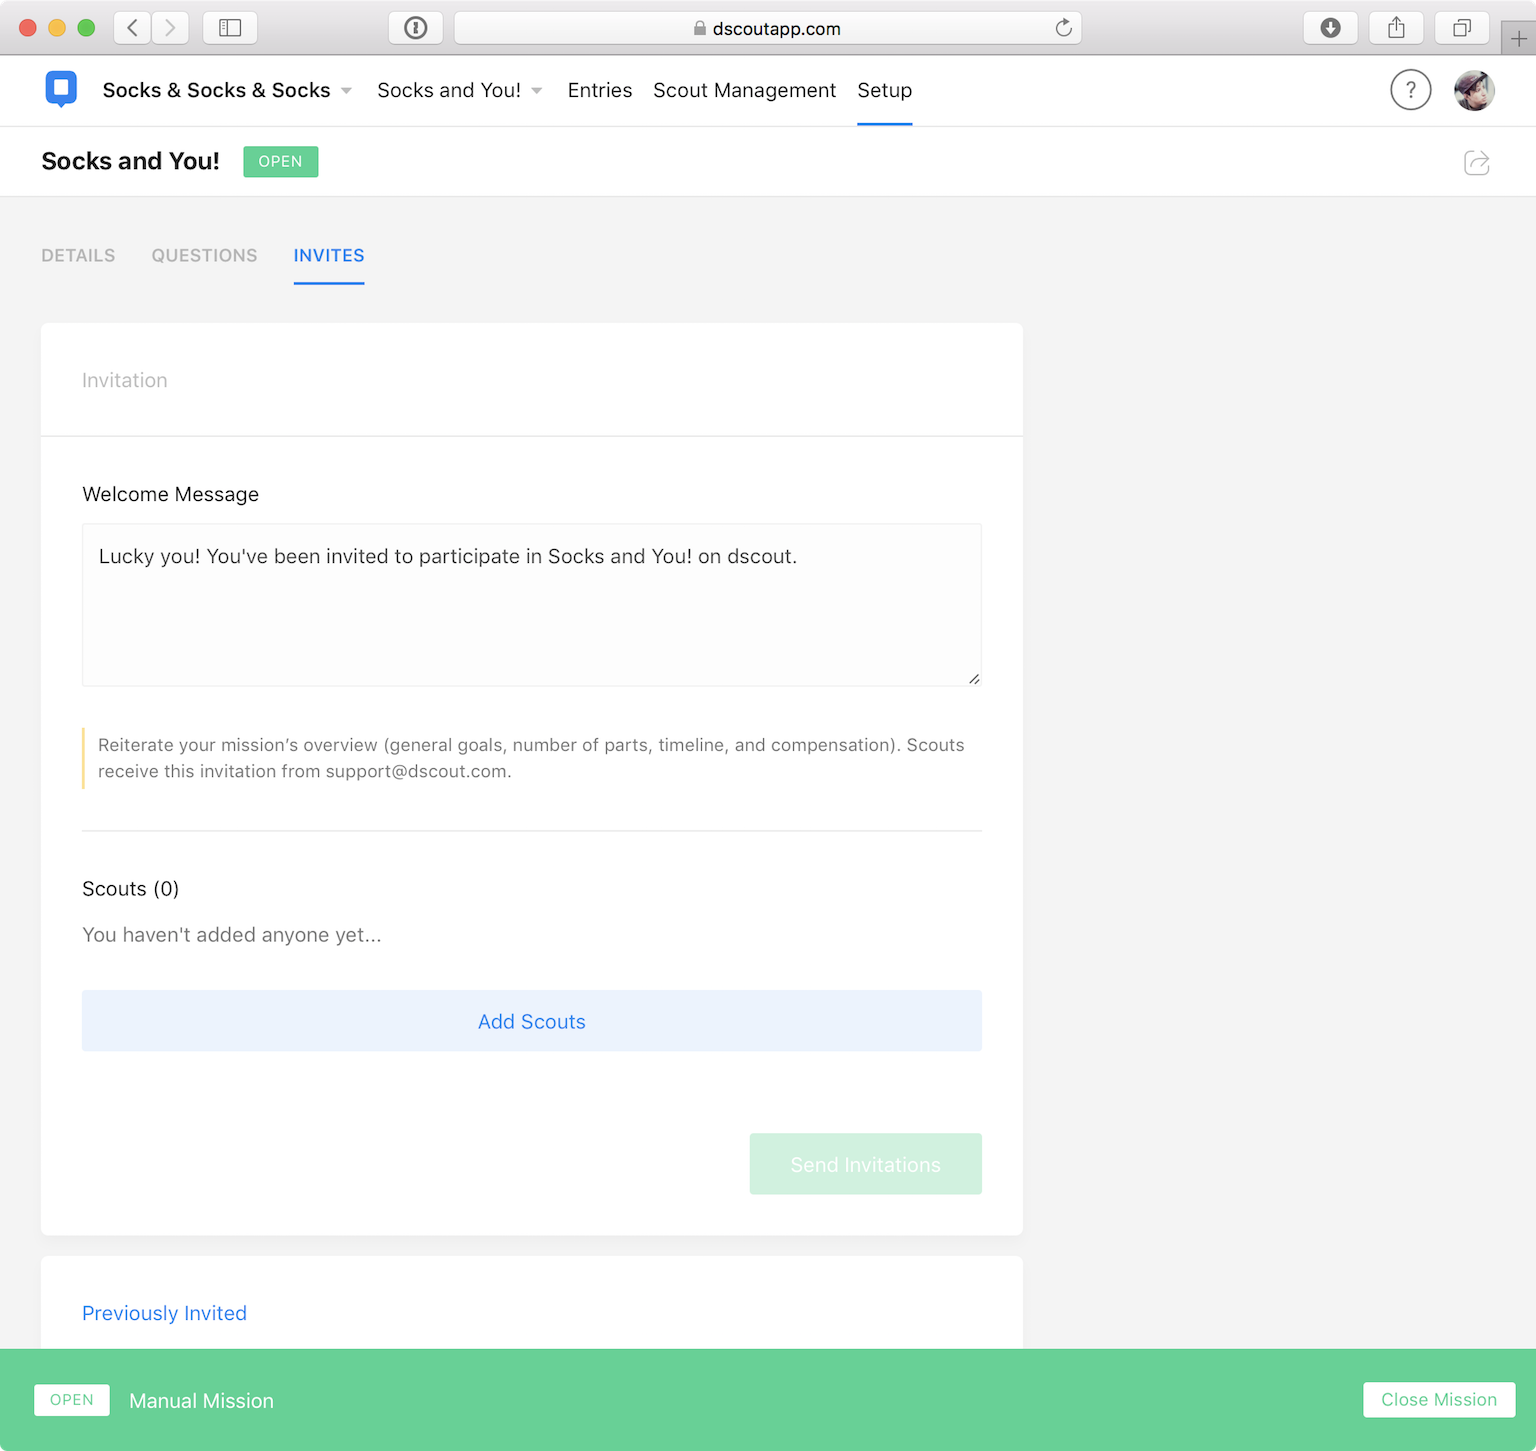 dscoutapp.com
Socks & Socks & Socks Socks and You! Entries Scout Management Setup ?
Socks and You! OPEN
DETAILS QUESTIONS INVITES
Invitation
Welcome Message
Lucky you! You've been invited to participate in Socks and You! on dscout.
Reiterate your mission’s overview (general goals, number of parts, timeline, and compensation). Scouts
receive this invitation from support@dscout.com.
Scouts (0)
You haven't added anyone yet...
Add Scouts
Send Invitations
Previously Invited
OPEN Manual Mission Close Mission